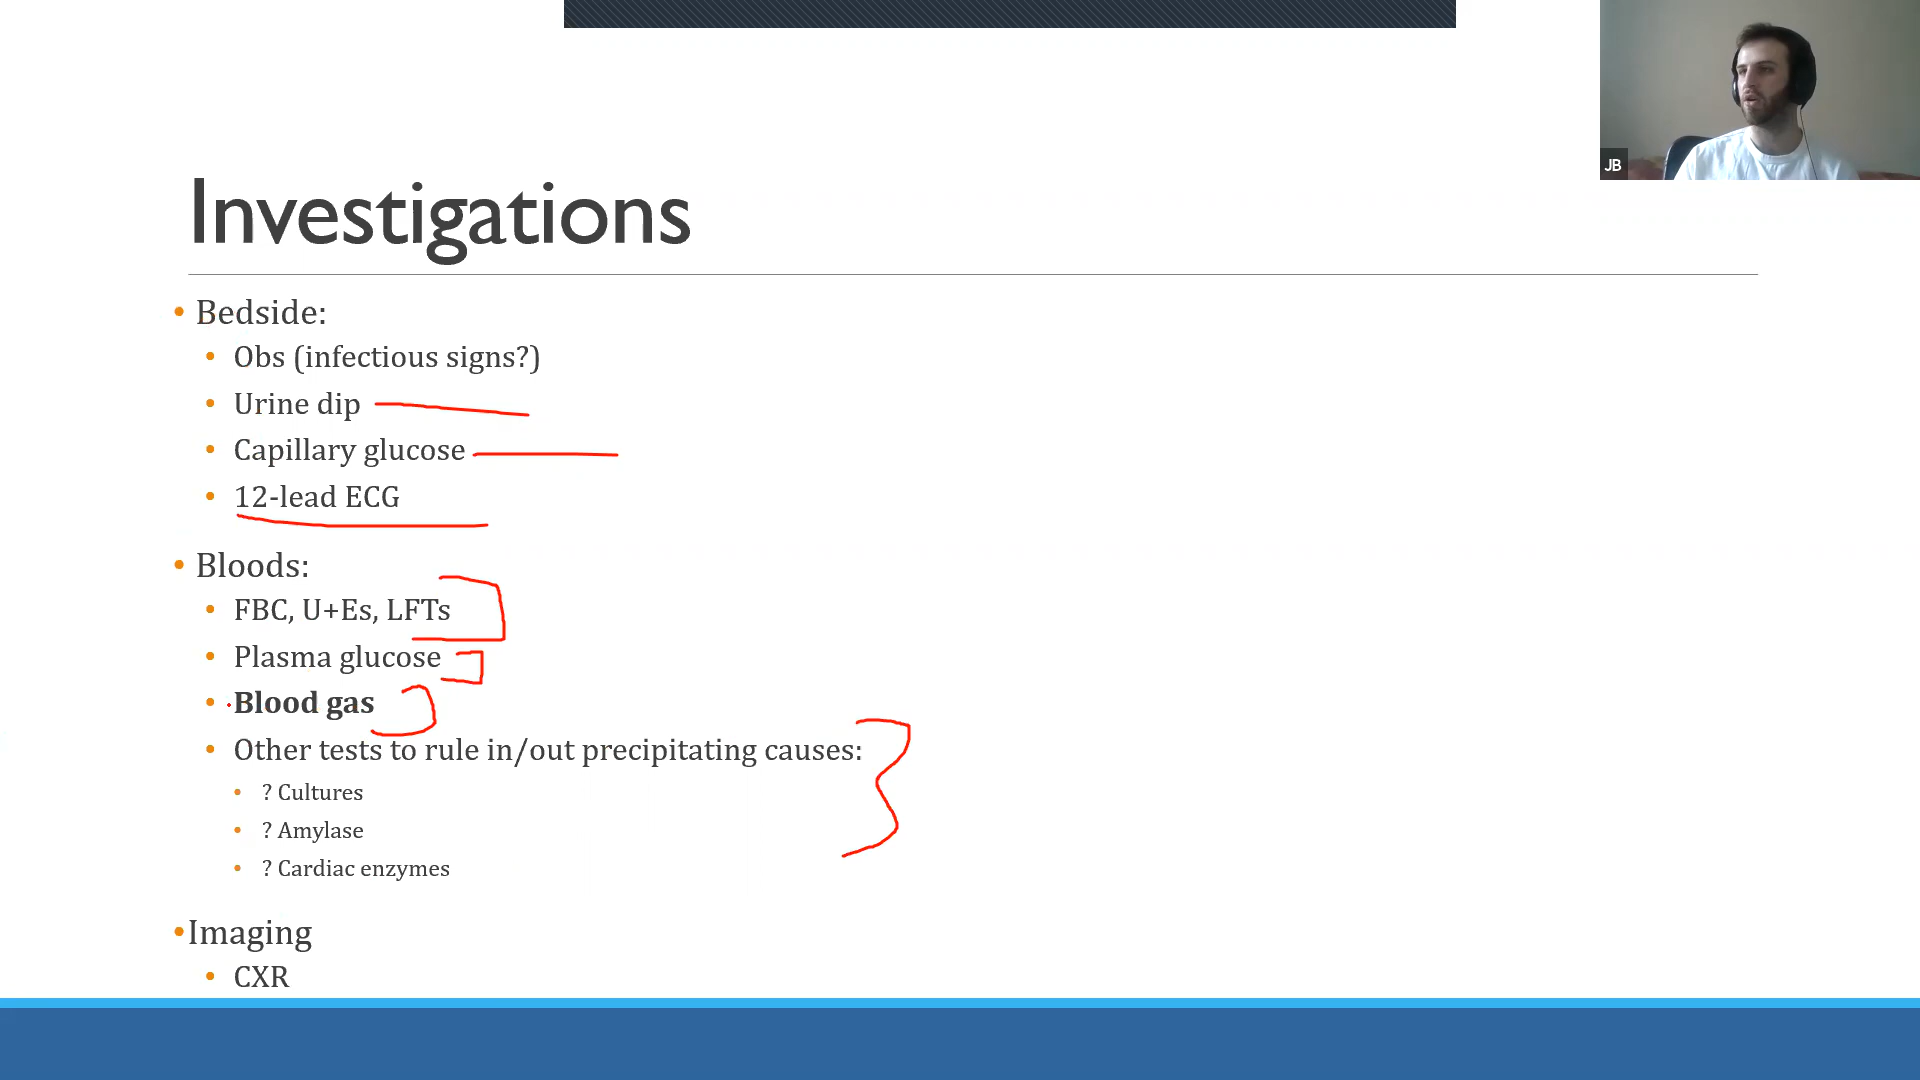 JB
Investigations
• Bedside:
• Obs (infectious signs?)
• Urine dip
• Capillary glucose
• 12-lead ECG
• Bloods:
• FBC, U+Es, LFTs
• Plasma glucose
• Blood gas
• Other tests to rule in/out precipitating causes:
• ? Cultures
• ? Amylase
• ? Cardiac enzymes
•Imaging
• CXR